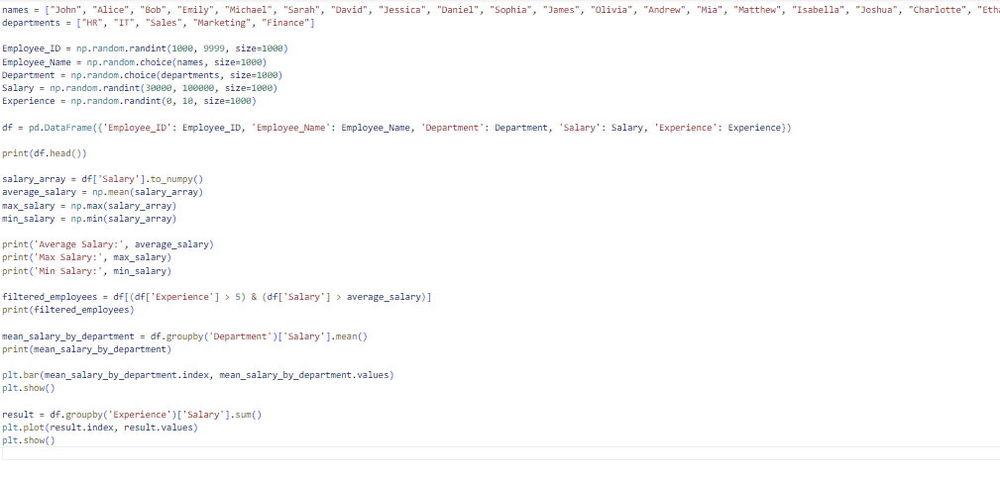 names = ["John", "Alice", "Bob", "Emily", "Michael", "Sarah", "David", "Jessica", "Daniel", "Sophia", "James", "Olivia", "Andrew", "Mia", "Matthew", "Isabella", "Joshua", "Charlotte", "Etha
departments = ["HR", "IT", "Sales", "Marketing", "Finance"]
Employee_ID = np.random.randint(1000, 9999, size=1000)
Employee_Name = np.random.choice(names, size=1000)
Department = np.random.choice(departments, size=1000)
Salary = np.random.randint(30000, 100000, size=1000)
Experience = np.random.randint(0, 10, size=1000)
df = pd.DataFrame({'Employee_ID': Employee_ID, 'Employee_Name': Employee_Name, 'Department': Department, 'Salary': Salary, 'Experience': Experience})
print(df.head())
salary_array = df['Salary'].to_numpy()
average_salary = np.mean(salary_array)
max_salary = np.max(salary_array)
min_salary = np.min(salary_array)
print('Average Salary:', average_salary)
print('Max Salary:', max_salary)
print('Min Salary:', min_salary)
filtered_employees = df[(df['Experience'] > 5) & (df['Salary'] > average_salary)]
print(filtered_employees)
mean_salary_by_department = df.groupby('Department')['Salary'].mean()
print(mean_salary_by_department)
plt.bar(mean_salary_by_department.index, mean_salary_by_department.values)
plt.show()
result = df.groupby('Experience')['Salary'].sum()
plt.plot(result.index, result.values)
plt.show()